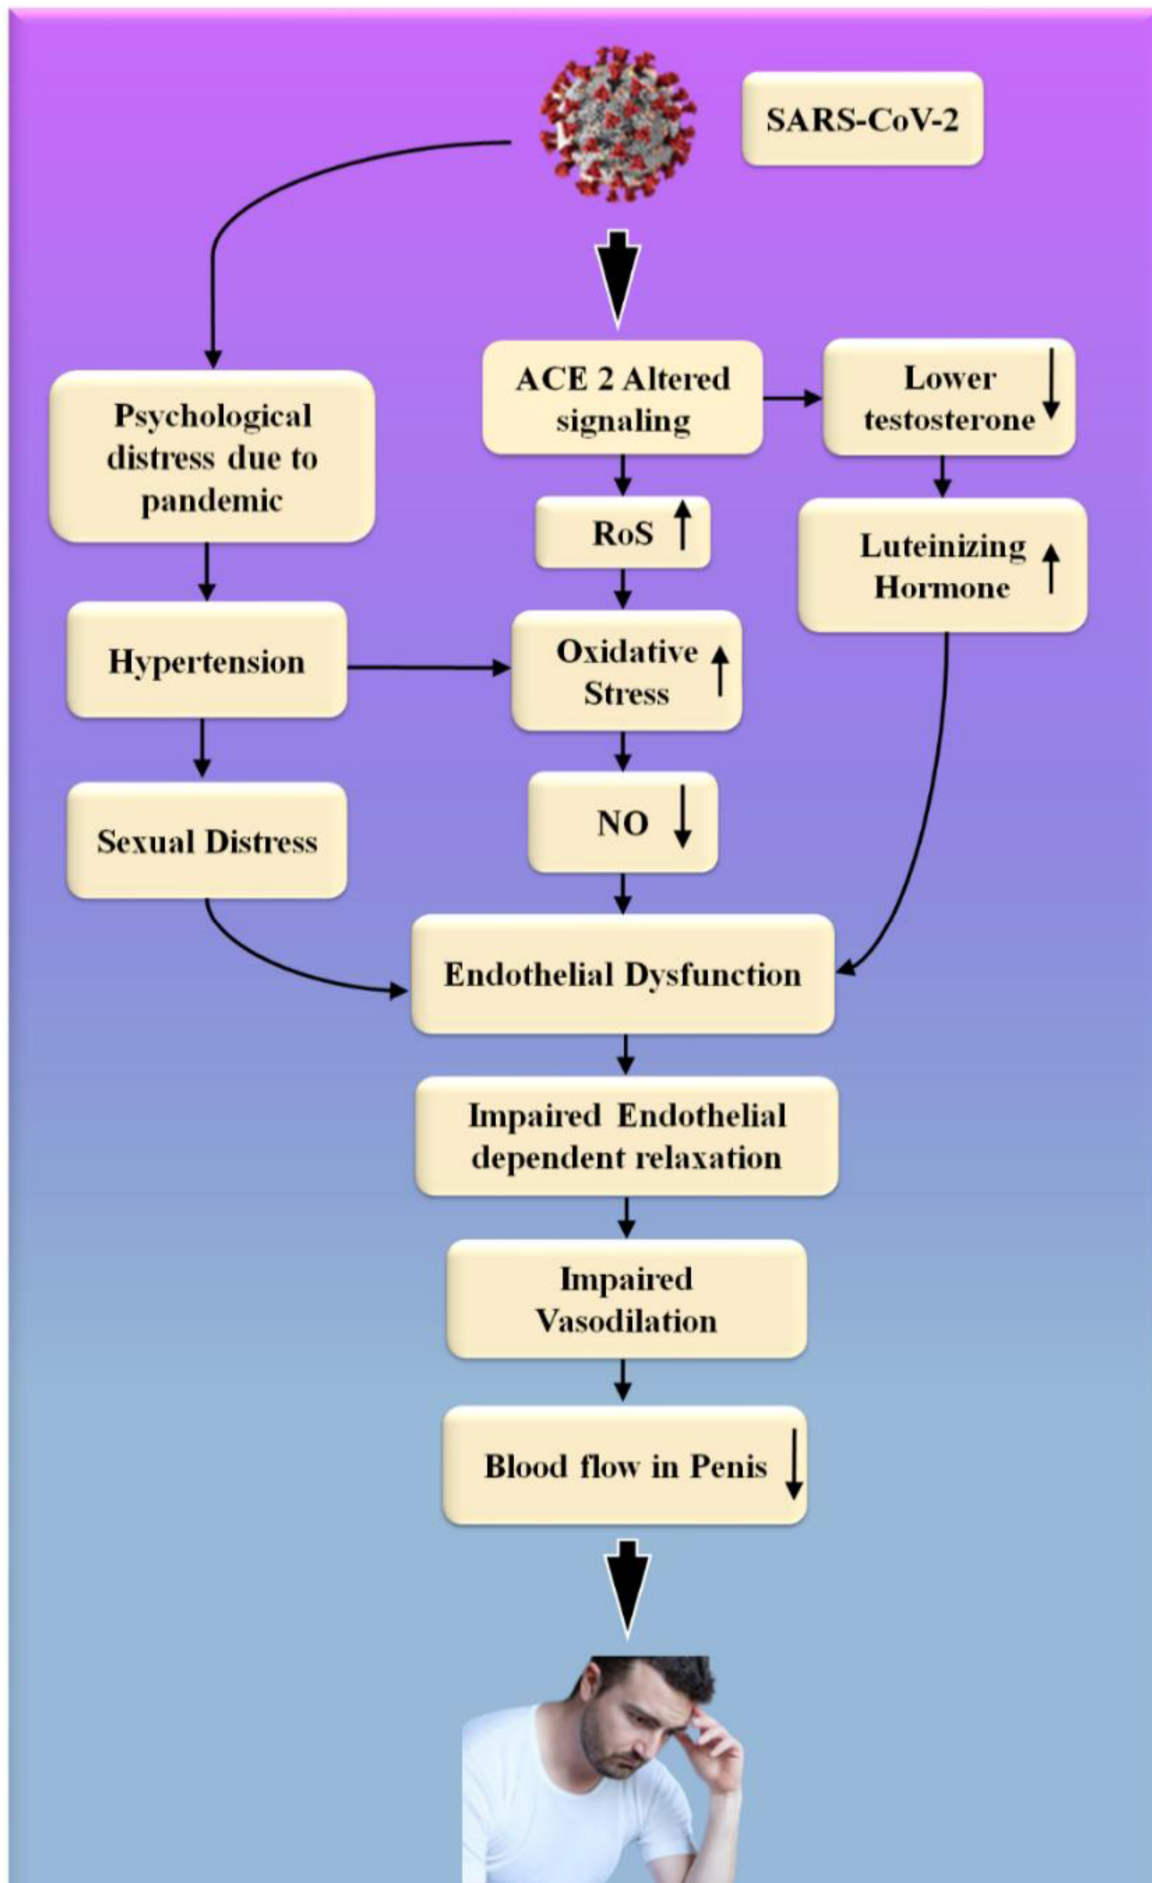 SARS-CoV-2
ACE 2 Altered
signaling
Lower
testosterone
Psychological
distress due to
pandemic
RoS
Luteinizing
Hormone
Hypertension
Oxidative
Stress
NO
Sexual Distress
Endothelial Dysfunction
Impaired Endothelial
dependent relaxation
Impaired
Vasodilation
Blood flow in Penis